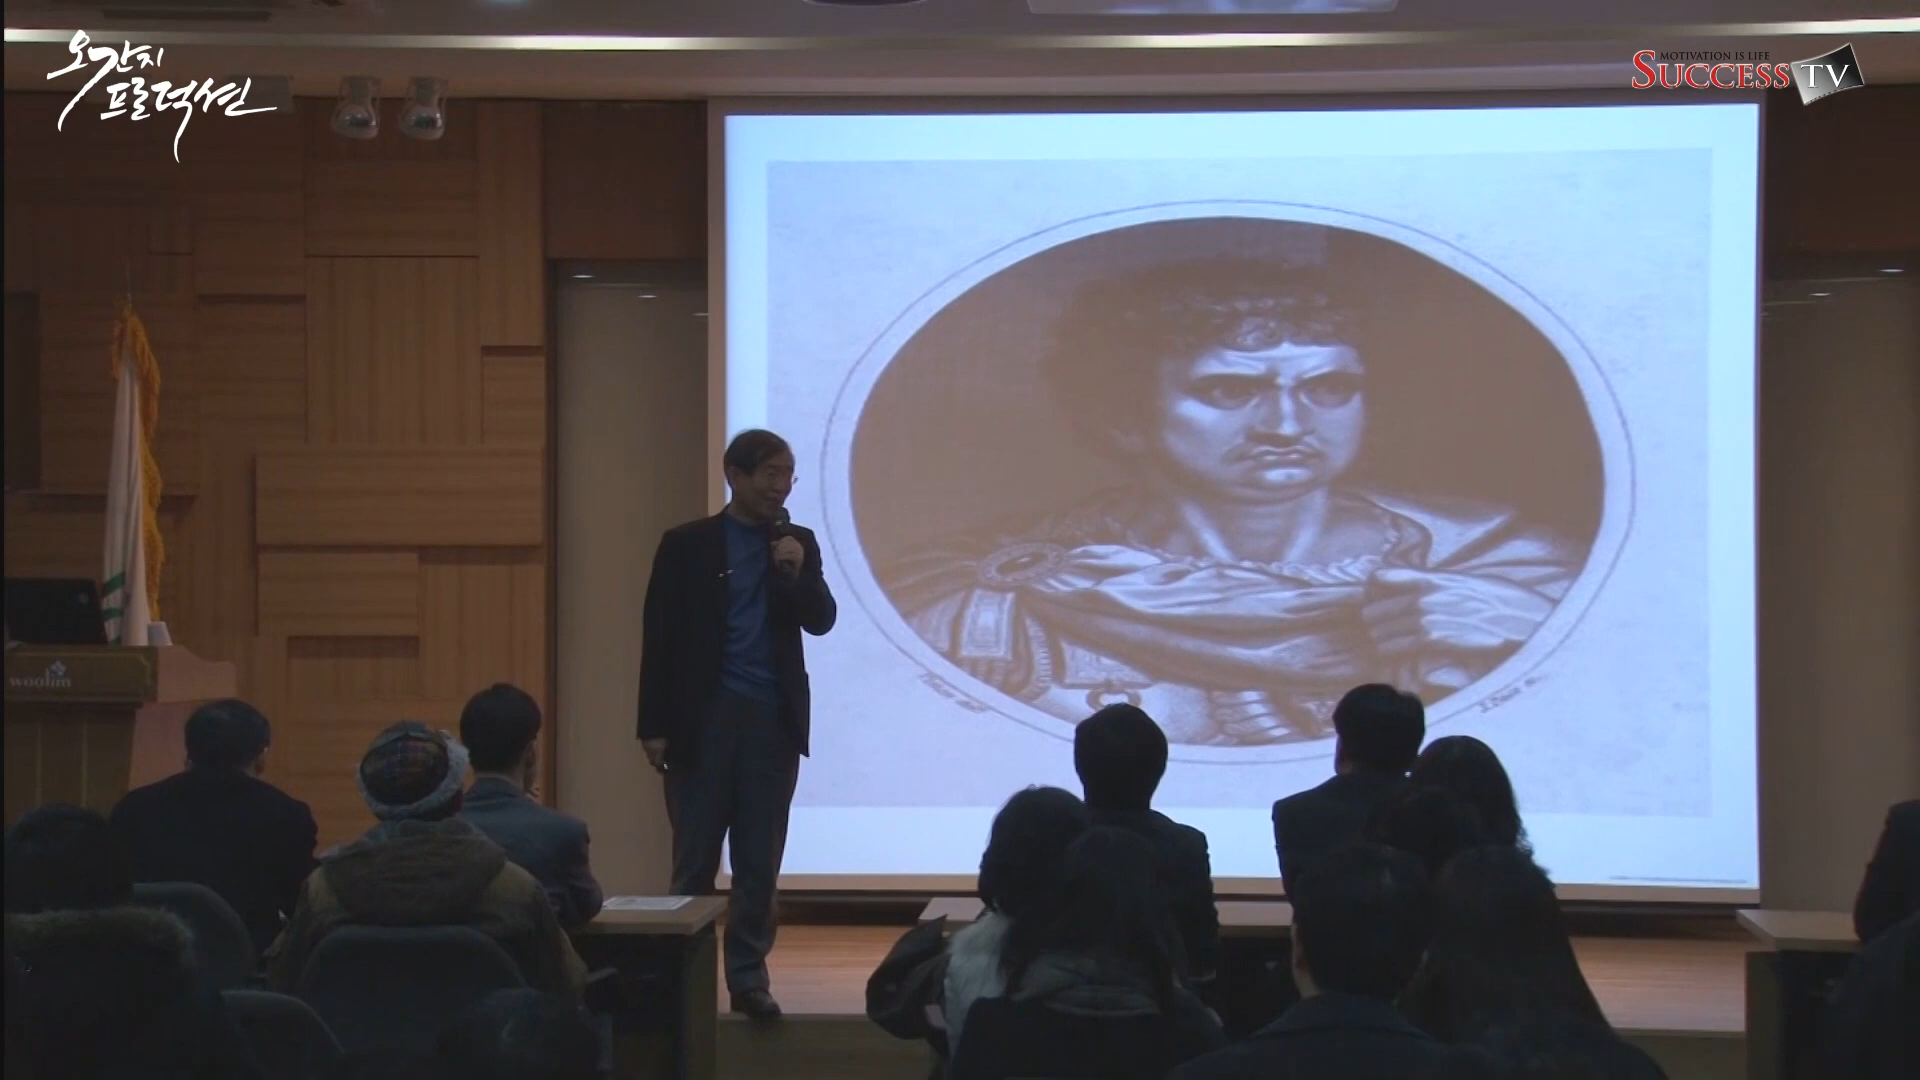 오간지
프로덕션
MOTIVATION IS LIFE
SUCCESS TV
woolim